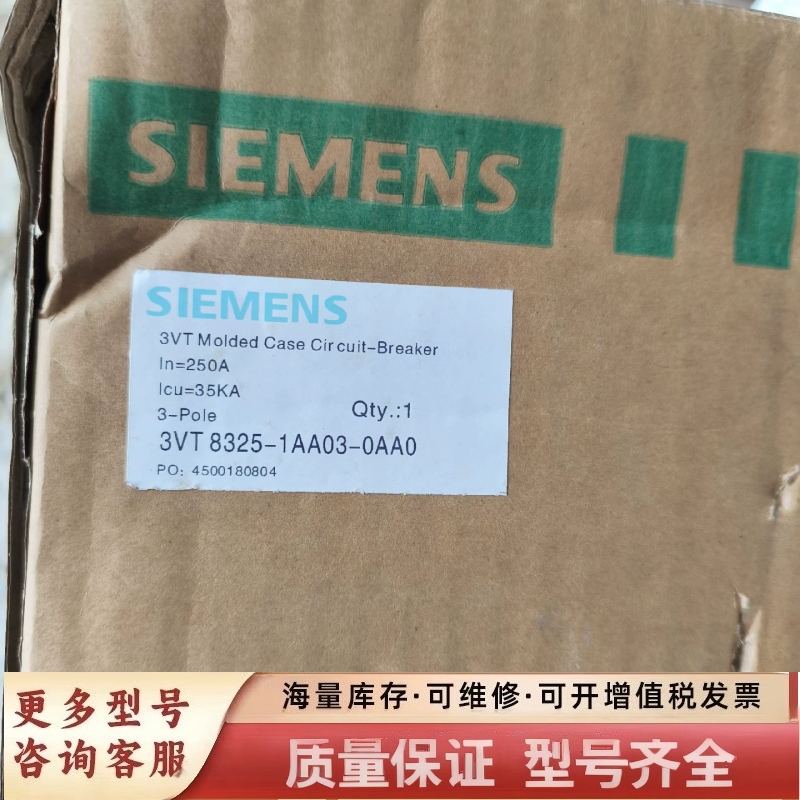 SIEMENS
SIEMENS
3VT Molded Case Circuit-Breaker
In=250A
Icu=35KA
3-Pole
Qty.:1
3VT 8325-1AA03-0AA0
PO: 4500180804
更多型号
咨询客服
海量库存·可维修·可开增值税发票
质量保证 型号齐全